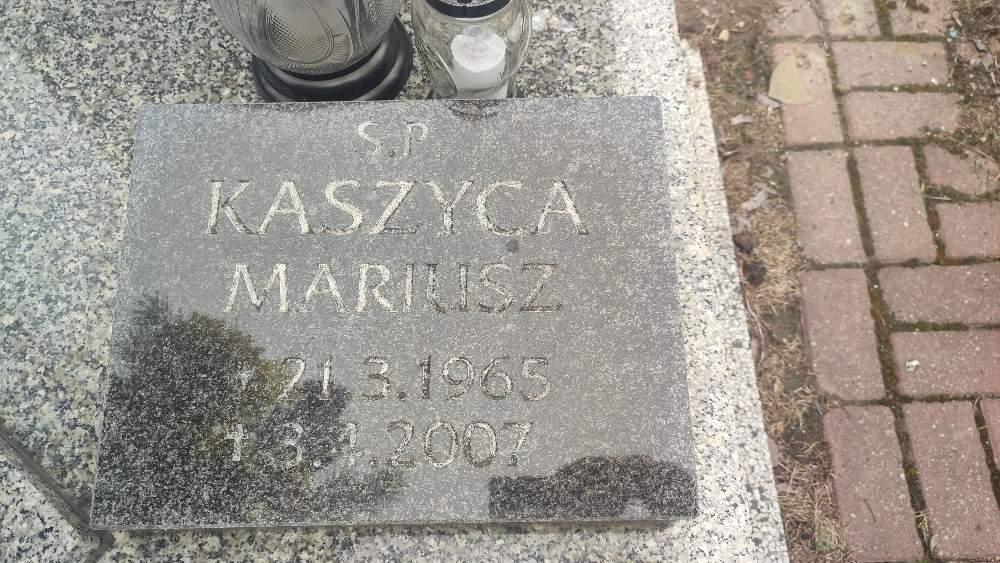 S.P
KASZYCA
MARIUSZ
* 21.3.1965
✝ 3.4.2007